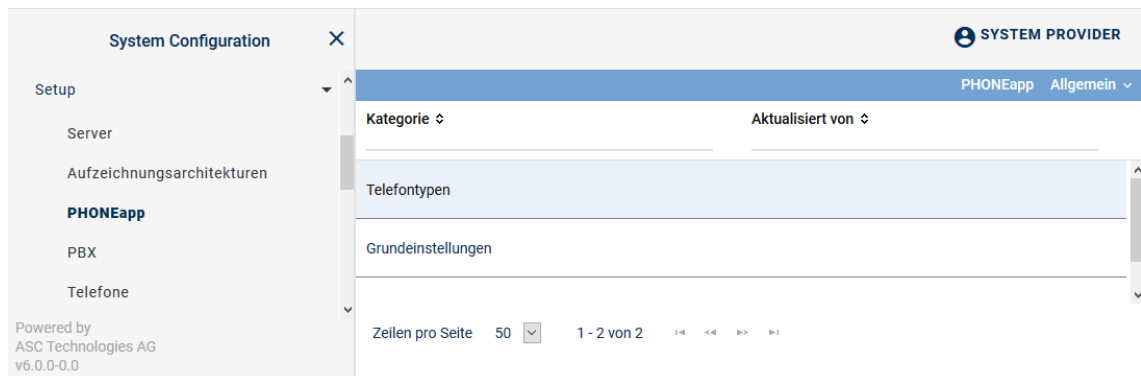 System Configuration
SYSTEM PROVIDER
Setup
PHONEapp Allgemein
Server
Aufzeichnungsarchitekturen
PHONEapp
PBX
Telefone
Powered by
ASC Technologies AG
v6.0.0-0.0
Kategorie
Aktualisiert von
Telefontypen
Grundeinstellungen
Zeilen pro Seite 50 1 - 2 von 2